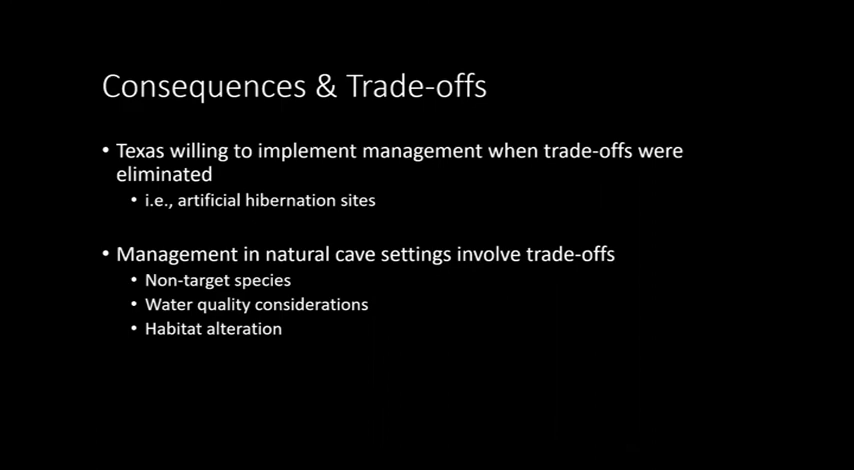 Consequences & Trade-offs
• Texas willing to implement management when trade-offs were
eliminated
• i.e., artificial hibernation sites
• Management in natural cave settings involve trade-offs
• Non-target species
• Water quality considerations
• Habitat alteration